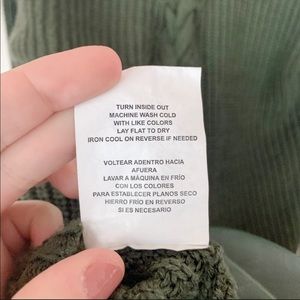 TURN INSIDE OUT
MACHINE WASH COLD
WITH LIKE COLORS
LAY FLAT TO DRY
IRON COOL ON REVERSE IF NEEDED
VOLTEAR ADENTRO HACIA
AFUERA
LAVAR A MÁQUINA EN FRÍO
CON LOS COLORES
PARA ESTABLECER PLANOS SECO
HIERRO FRÍO EN REVERSO
SI ES NECESARIO